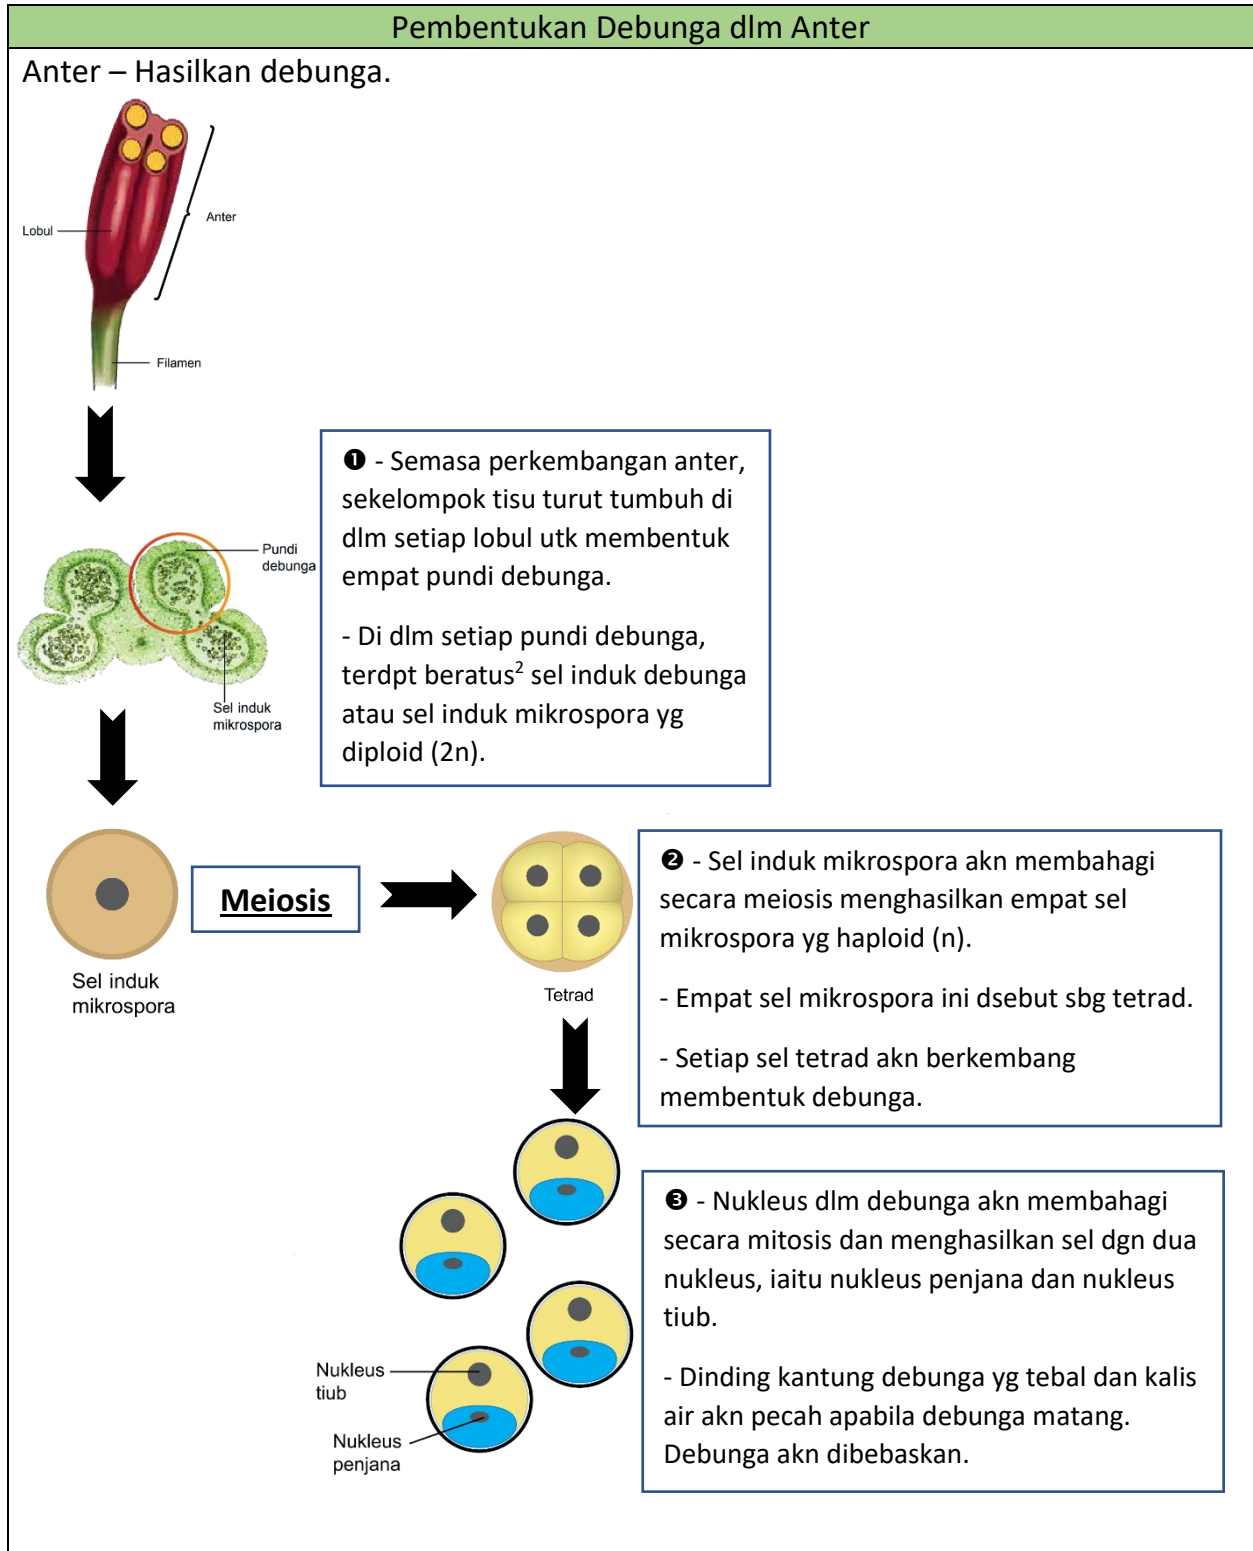 Pembentukan Debunga dlm Anter
Anter – Hasilkan debunga.
Anter
Lobul
Filamen
❶ - Semasa perkembangan anter,
sekelompok tisu turut tumbuh di
dlm setiap lobul utk membentuk
empat pundi debunga.
- Di dlm setiap pundi debunga,
terdpt beratus² sel induk debunga
atau sel induk mikrospora yg
diploid (2n).
Pundi
debunga
Sel induk
mikrospora
Sel induk
mikrospora
Meiosis
Tetrad
❷ - Sel induk mikrospora akn membahagi
secara meiosis menghasilkan empat sel
mikrospora yg haploid (n).
- Empat sel mikrospora ini dsebut sbg tetrad.
- Setiap sel tetrad akn berkembang
membentuk debunga.
❸ - Nukleus dlm debunga akn membahagi
secara mitosis dan menghasilkan sel dgn dua
nukleus, iaitu nukleus penjana dan nukleus
tiub.
- Dinding kantung debunga yg tebal dan kalis
air akn pecah apabila debunga matang.
Debunga akn dibebaskan.
Nukleus
tiub
Nukleus
penjana